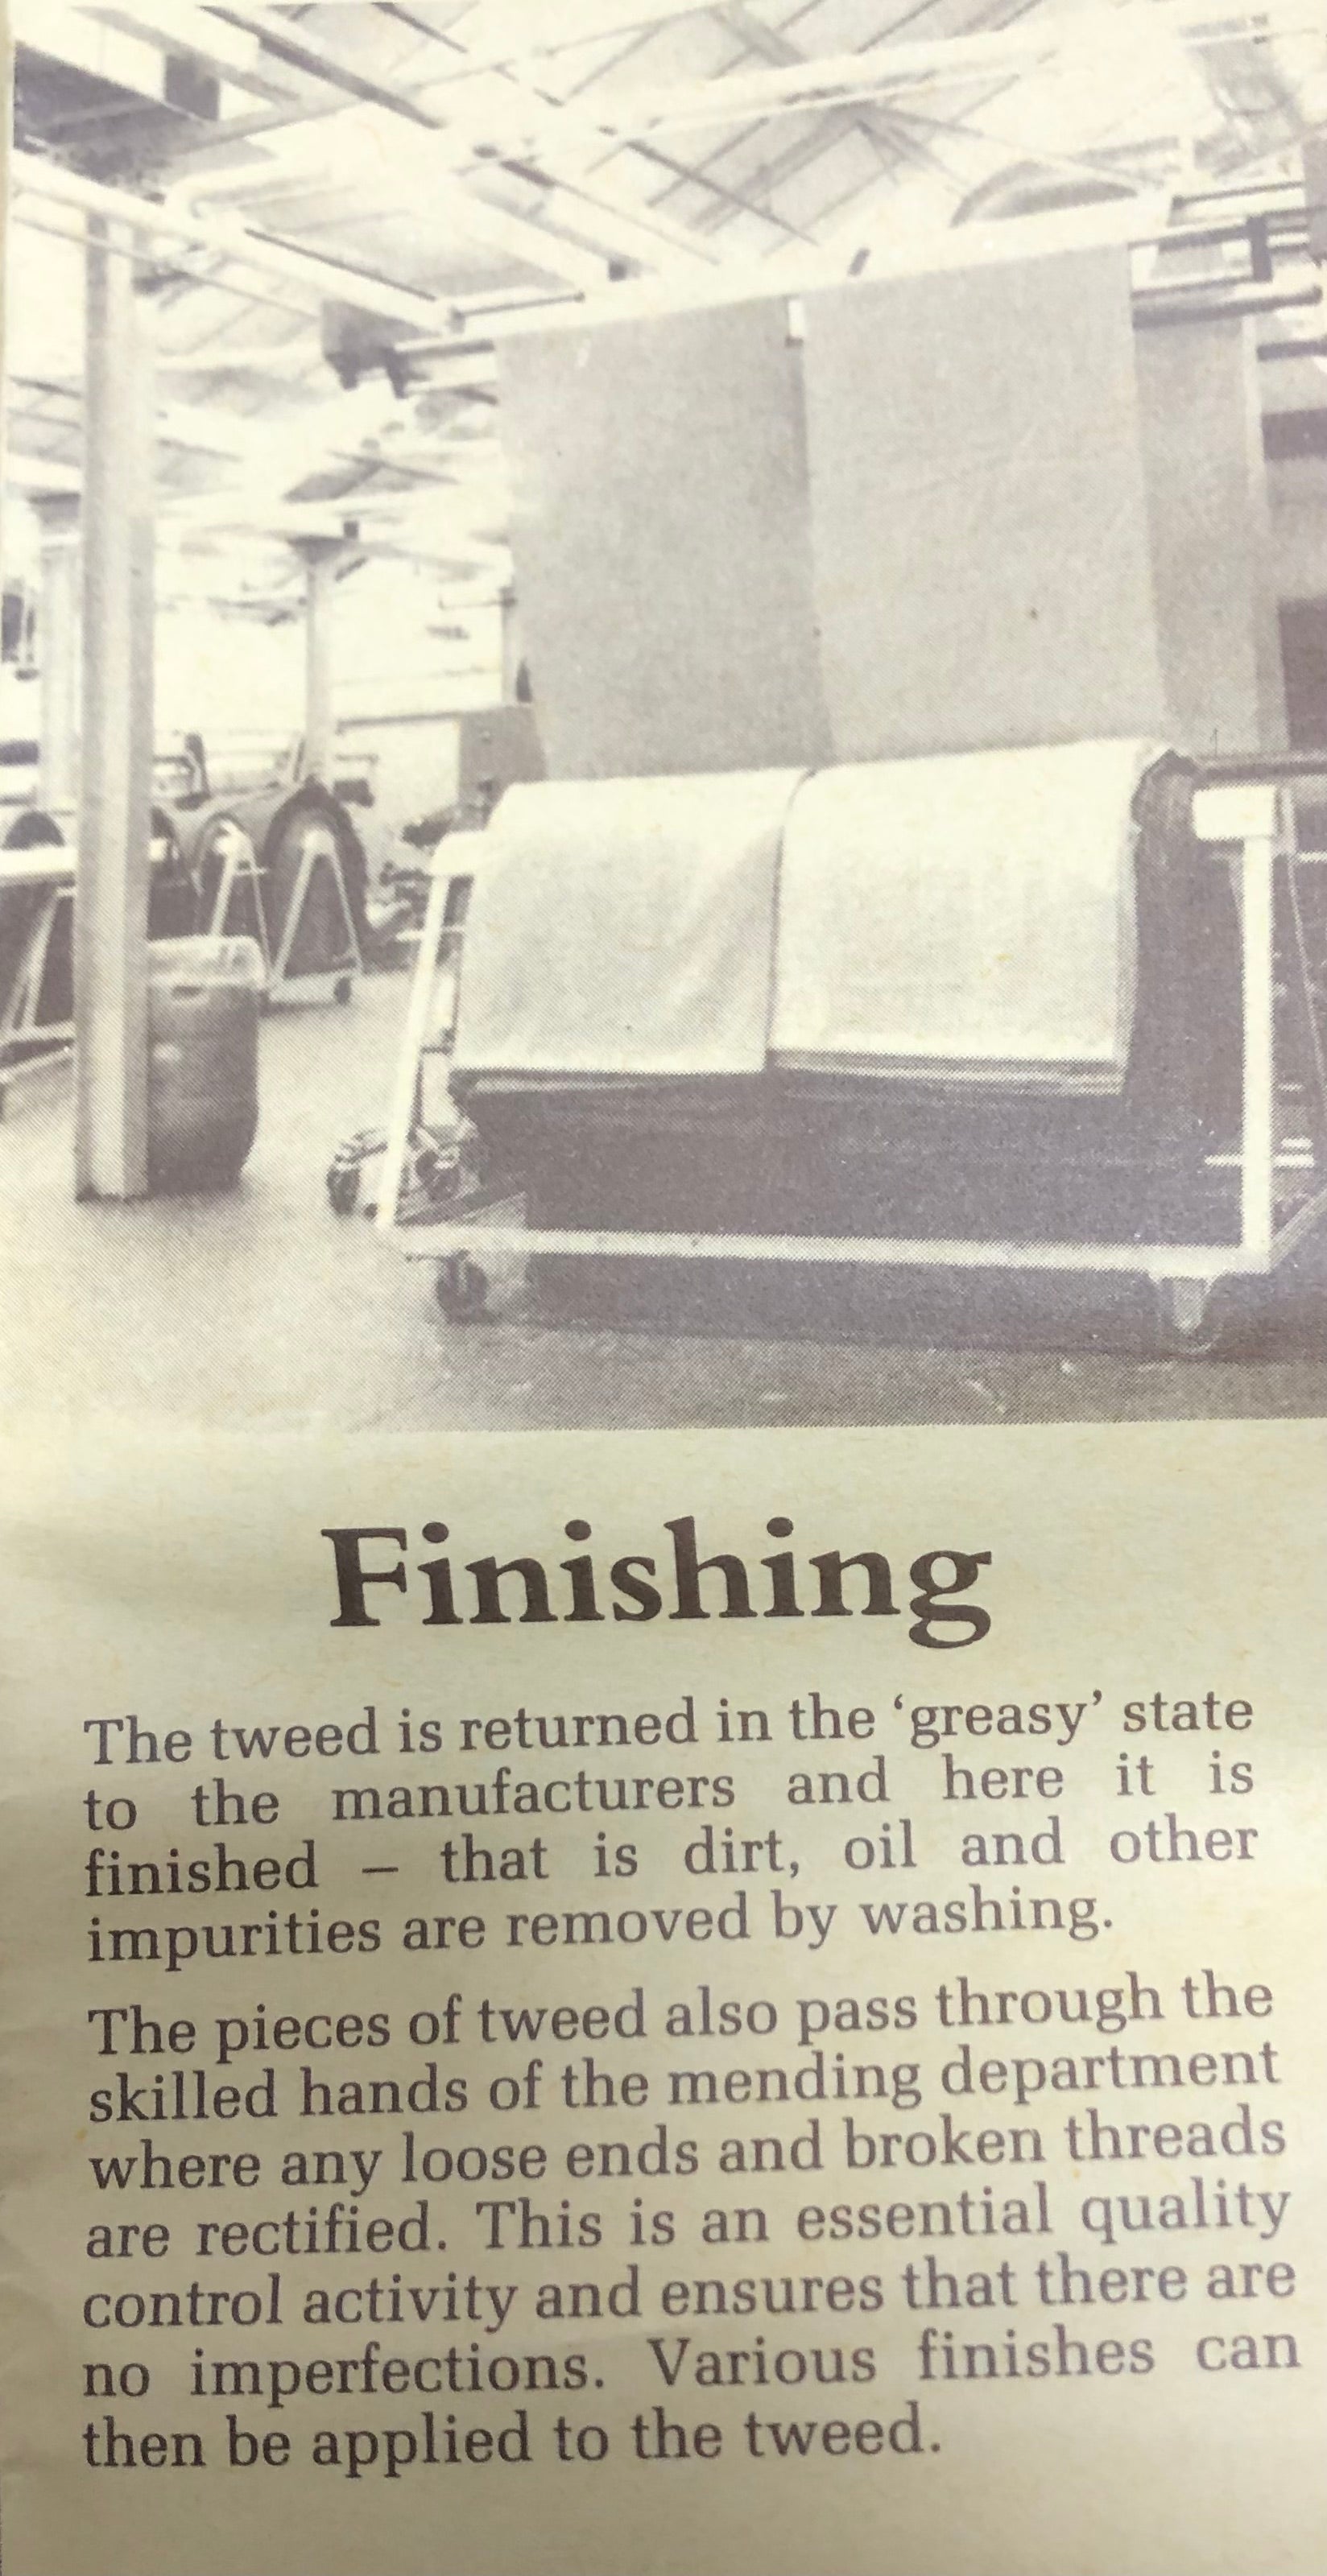 Finishing
The tweed is returned in the ‘greasy’ state
to the manufacturers and here it is
finished – that is dirt, oil and other
impurities are removed by washing.
The pieces of tweed also pass through the
skilled hands of the mending department
where any loose ends and broken threads
are rectified. This is an essential quality
control activity and ensures that there are
no imperfections. Various finishes can
then be applied to the tweed.